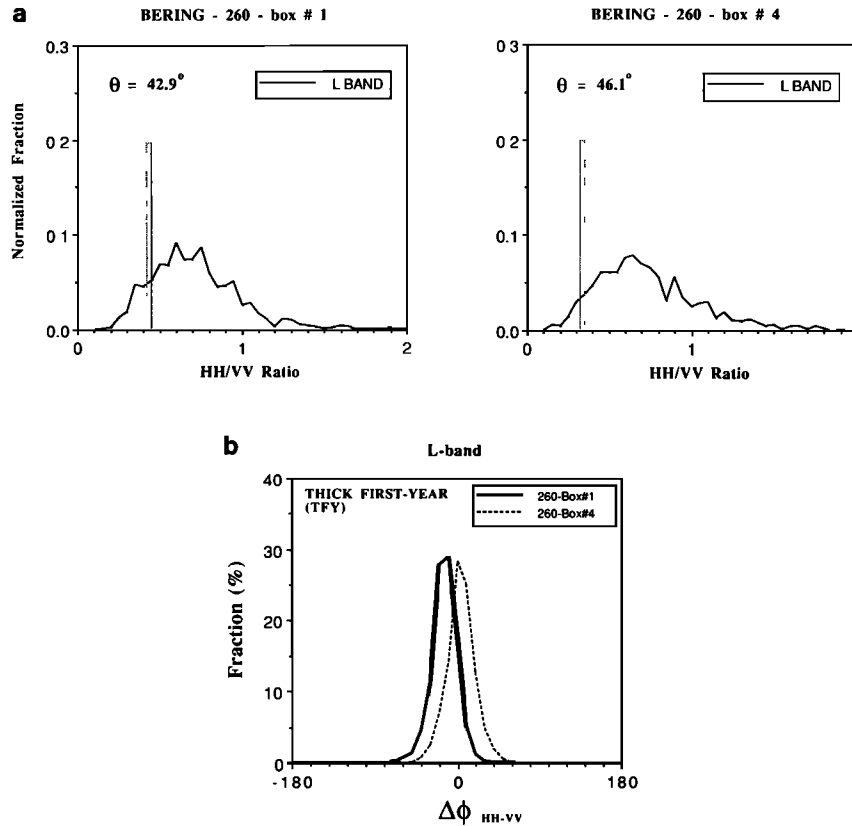 a
BERING - 260 - box # 1
BERING - 260 - box # 4
0.3
0 2
0.1
0.0
Normalized Fraction
θ = 42.9°
L BAND
0
1
2
HH/VV Ratio
0.3
0 2
0.1
0.0
θ = 46.1°
L BAND
0
1
HH/VV Ratio
b
L-band
40
30
20
10
0
Fraction (%)
THICK FIRST-YEAR
(TFY)
260-Box#1
260-Box#4
-180
0
180
Δϕ HH-VV